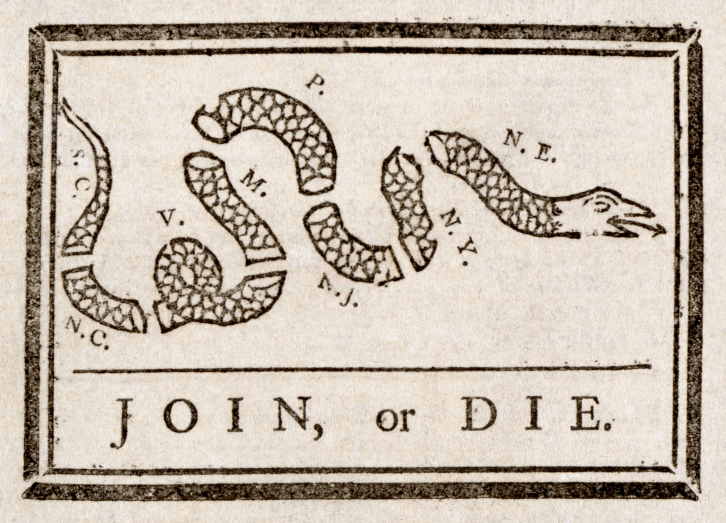 P.
N. E.
S. C.
M.
V.
N. Y.
N. J.
N. C.
JOIN, or DIE.